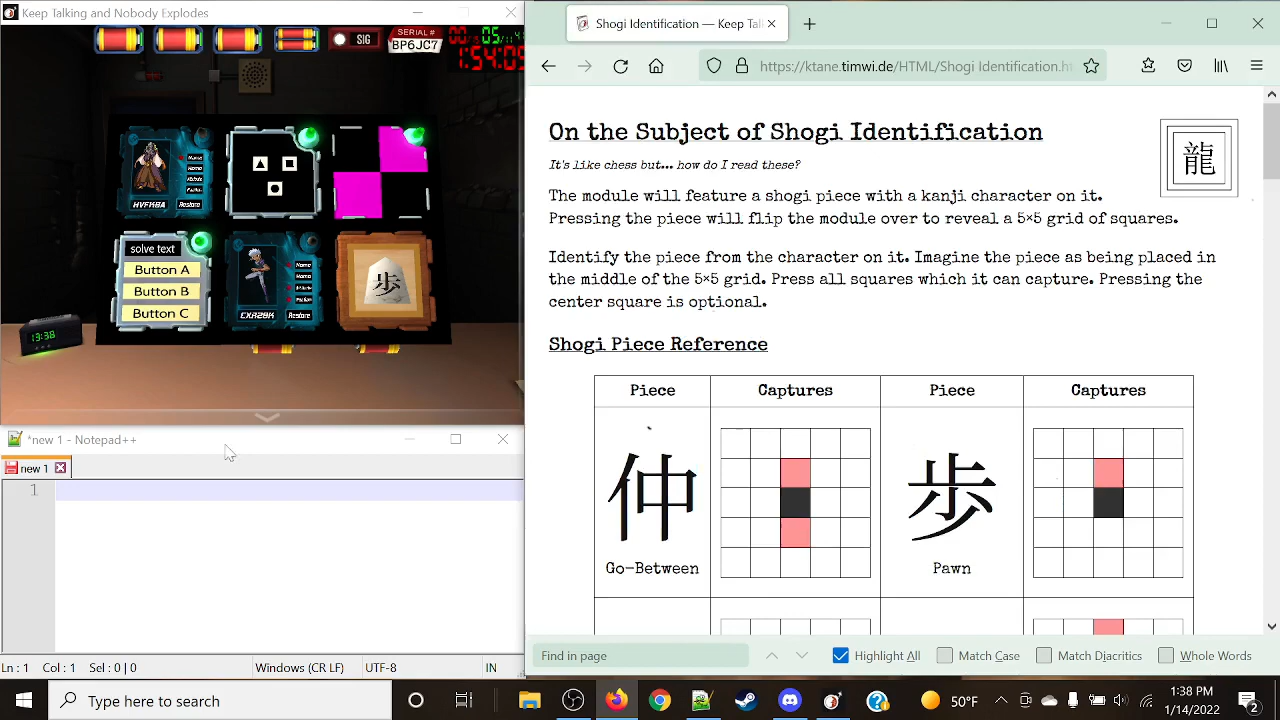 Keep Talking and Nobody Explodes
SIG
SERIAL#
BP6JC7
05
1:54:05
Name
Restore
solve text
Button A
Button B
Button C
Name
Restore
歩
13:38
*new 1 - Notepad++
new 1
1
Ln : 1 Col : 1 Sel : 0 | 0
Windows (CR LF)
UTF-8
IN
Shogi Identification — Keep Tal
https://ktane.timwi.de/HTML/Shogi Identification.ht
On the Subject of Shogi Identification
龍
It's like chess but... how do I read these?
The module will feature a shogi piece with a kanji character on it.
Pressing the piece will flip the module over to reveal a 5×5 grid of squares.
Identify the piece from the character on it. Imagine the piece as being placed in
the middle of the 5×5 grid. Press all squares which it can capture. Pressing the
center square is optional.
Shogi Piece Reference
Piece Captures Piece Captures
仲
Go-Between
歩
Pawn
Find in page
Highlight All
Match Case
Match Diacritics
Whole Words
Type here to search
50°F
1:38 PM
1/14/2022
2